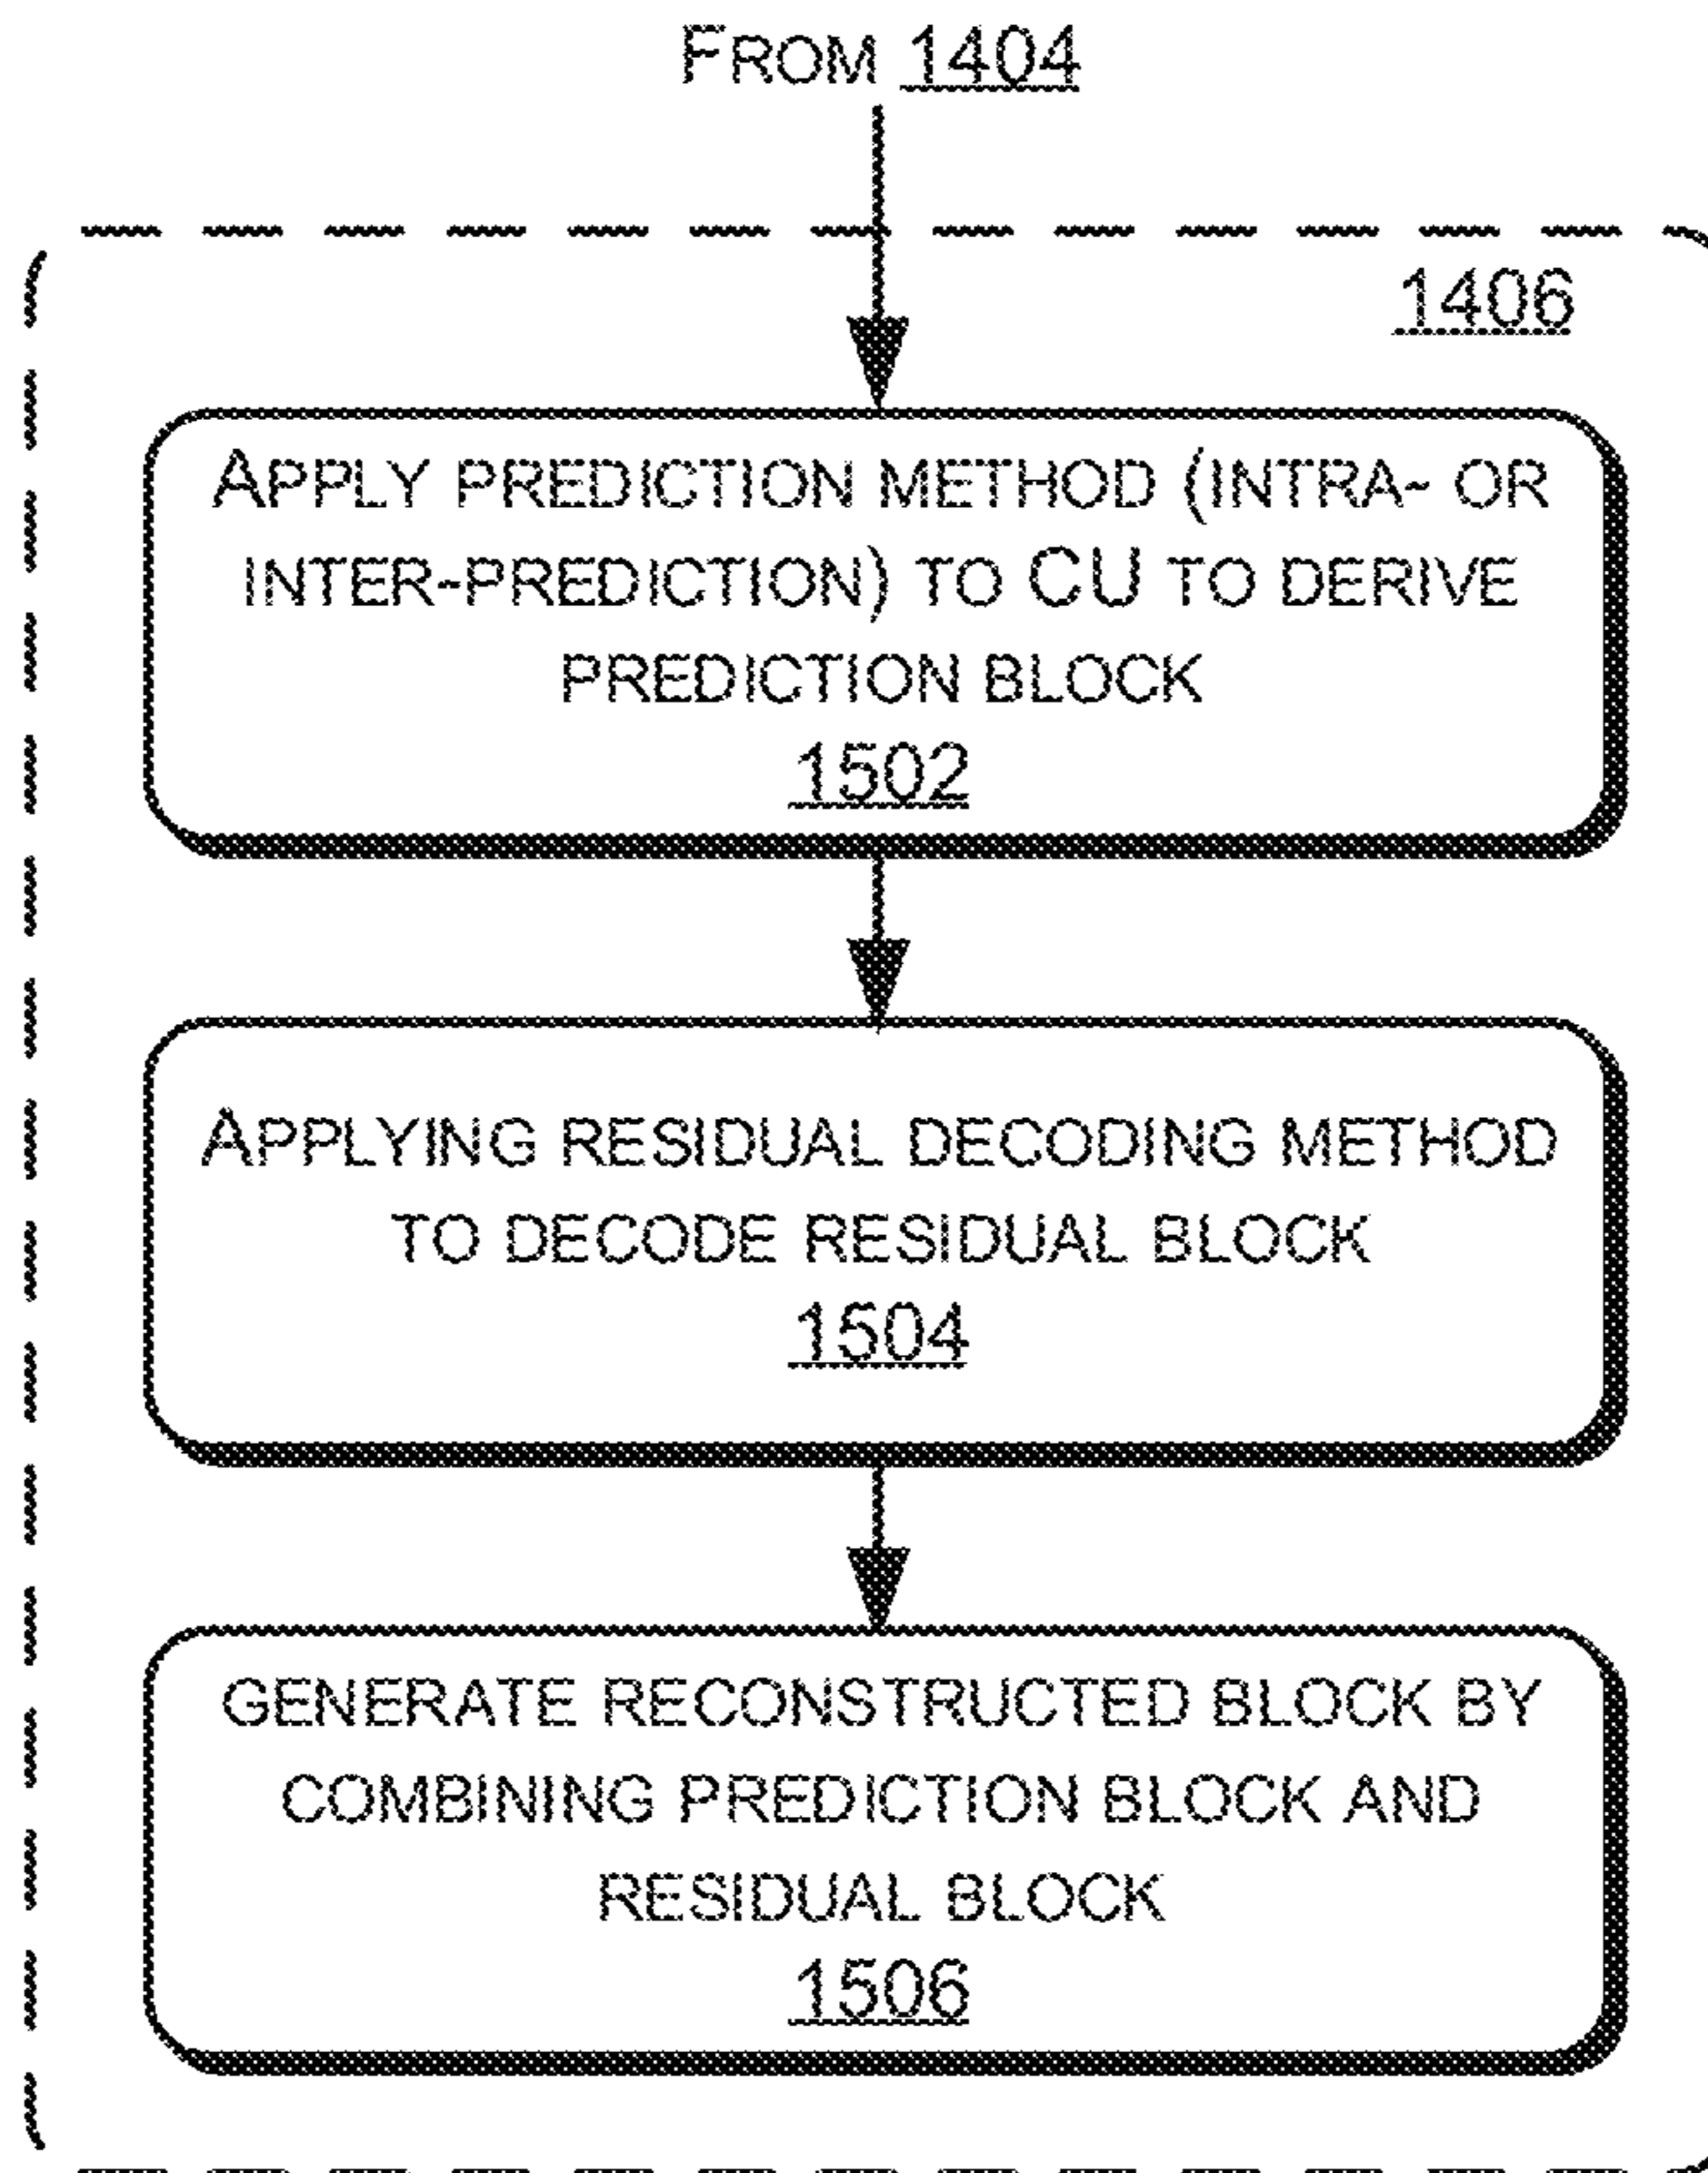 FROM 1404
1406
APPLY PREDICTION METHOD (INTRA- OR
INTER-PREDICTION) TO CU TO DERIVE
PREDICTION BLOCK
1502
APPLYING RESIDUAL DECODING METHOD
TO DECODE RESIDUAL BLOCK
1504
GENERATE RECONSTRUCTED BLOCK BY
COMBINING PREDICTION BLOCK AND
RESIDUAL BLOCK
1506